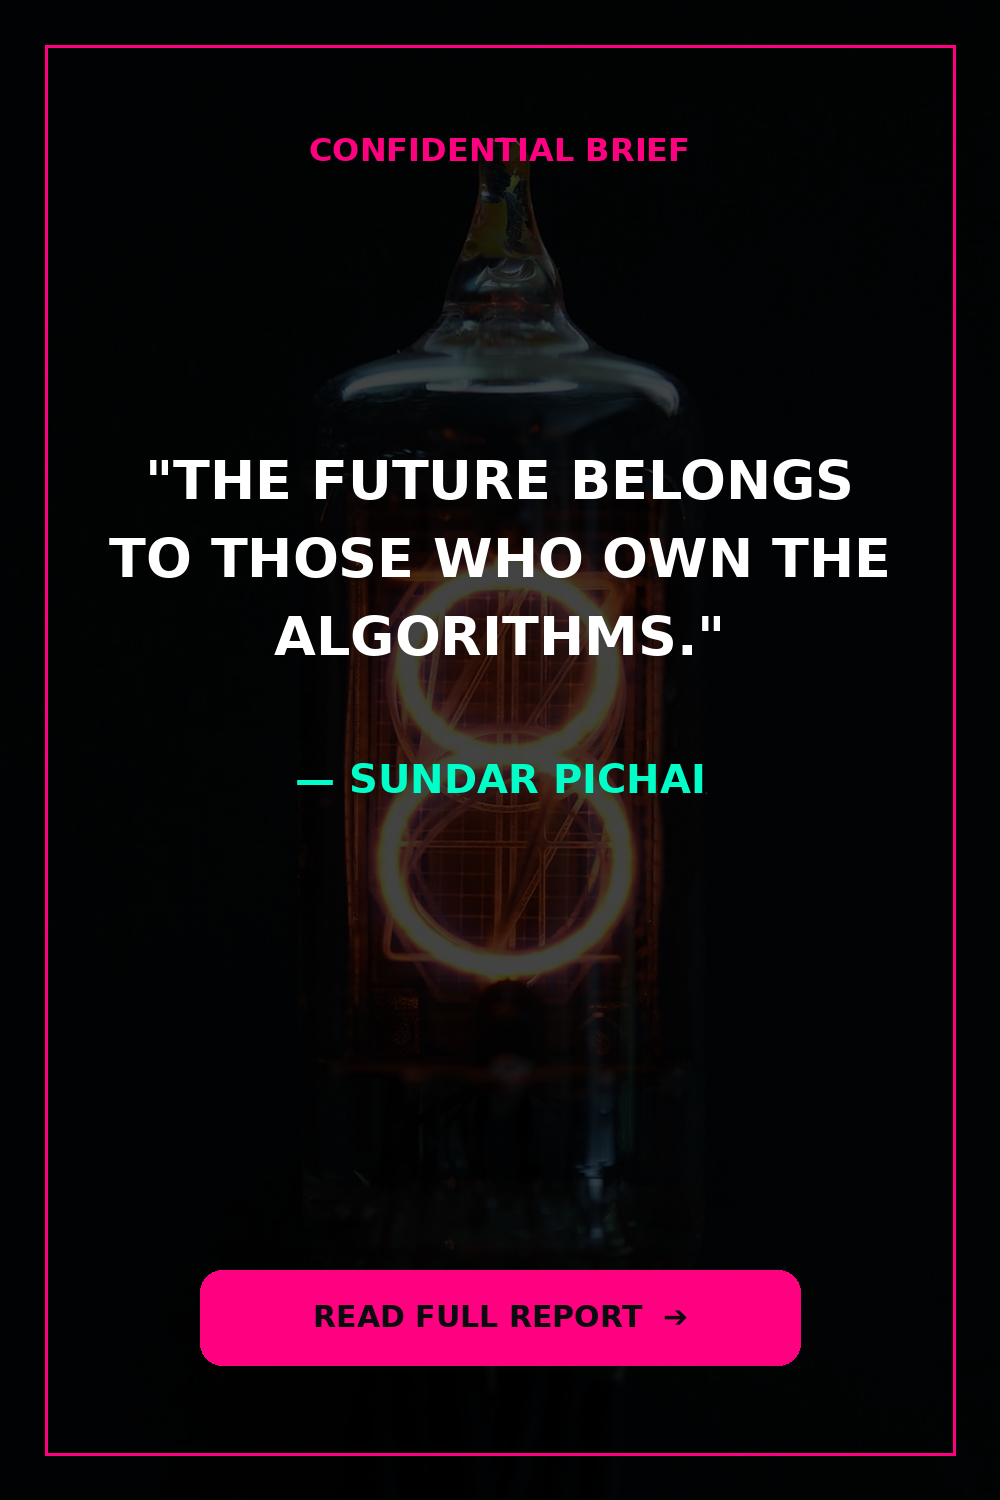 CONFIDENTIAL BRIEF
"THE FUTURE BELONGS
TO THOSE WHO OWN THE
ALGORITHMS."
— SUNDAR PICHAI
READ FULL REPORT ➔